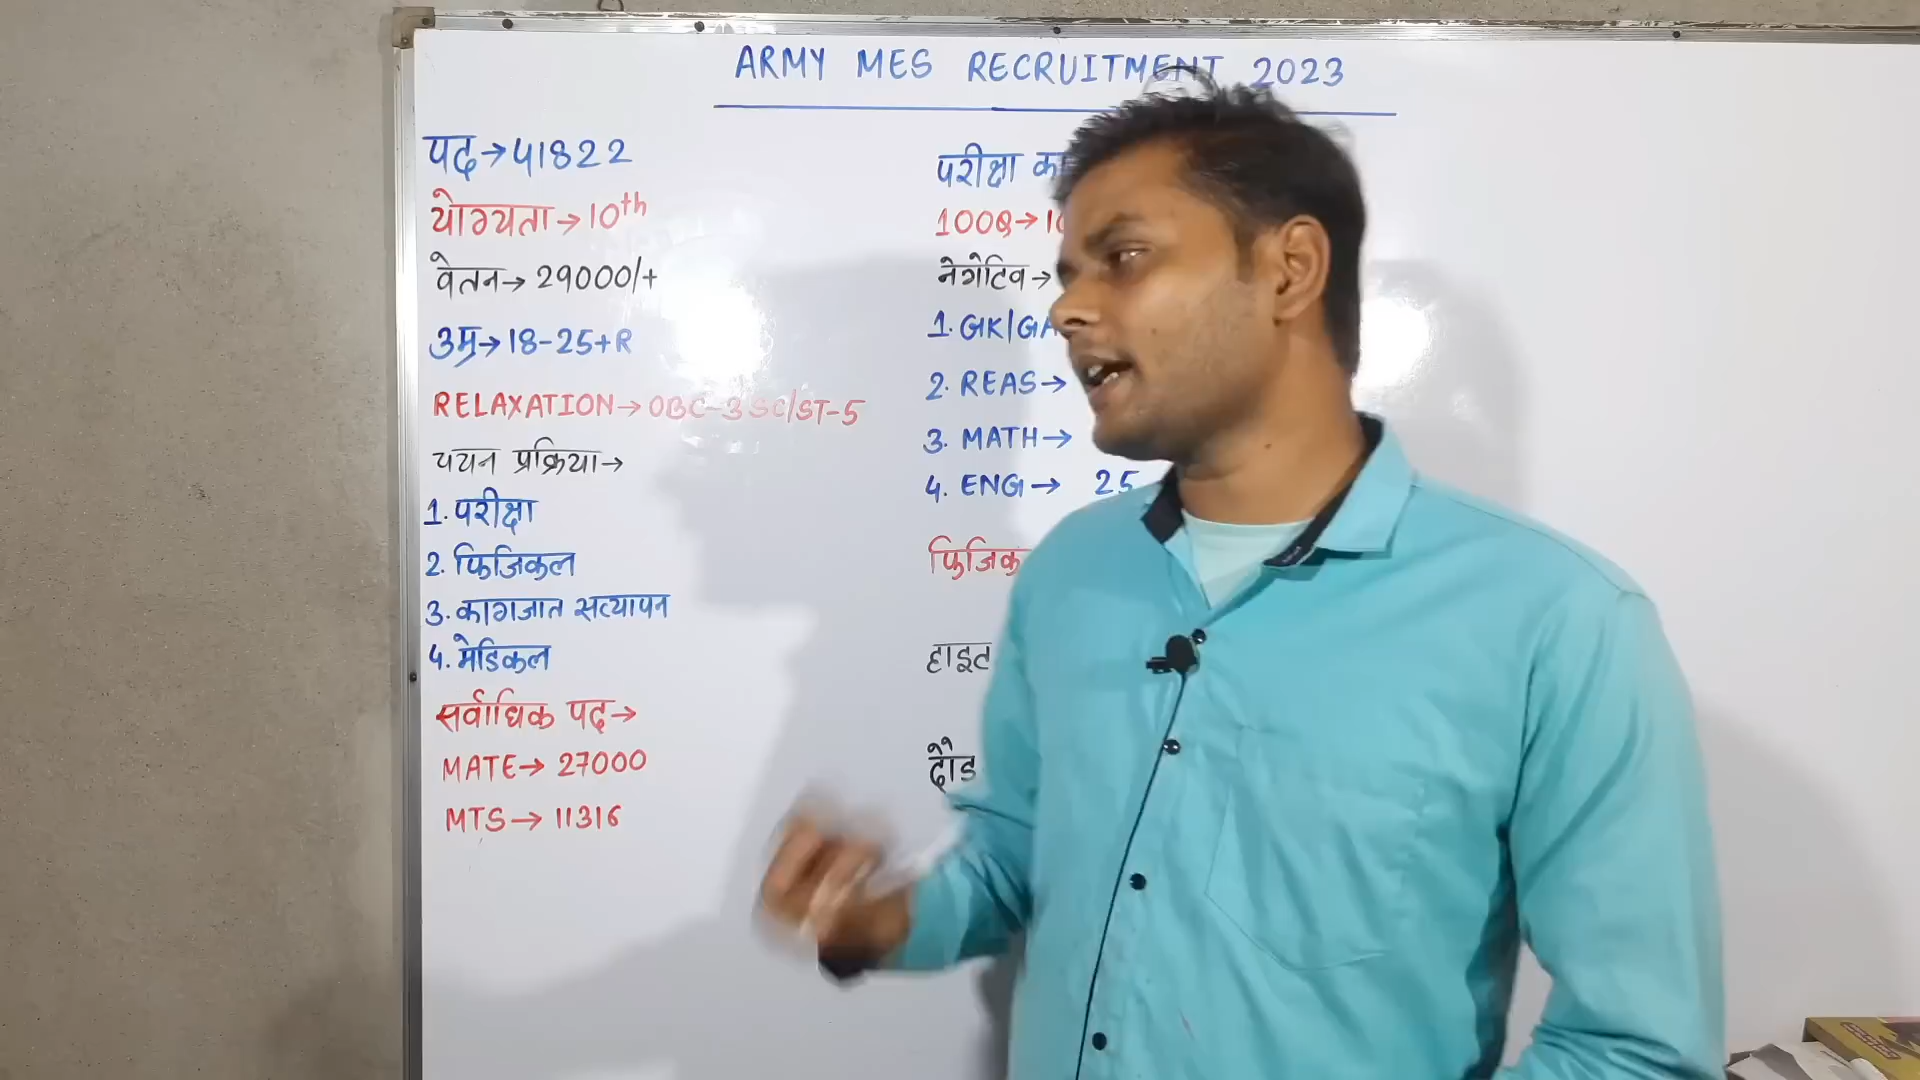 ARMY MES RECRUITMENT 2023
पद→41822
योग्यता→10th
वेतन→29000/+
उम्र→18-25+R
RELAXATION→OBC-3 SC/ST-5
चयन प्रक्रिया→
1. परीक्षा
2. फिजिकल
3. कागजात सत्यापन
4. मेडिकल
सर्वाधिक पद→
MATE→ 27000
MTS→ 11316
परीक्षा
100Q→
नेगेटिव→
1. GK/GA
2. REAS→
3. MATH→
4. ENG→ 25
हाइट
दौड